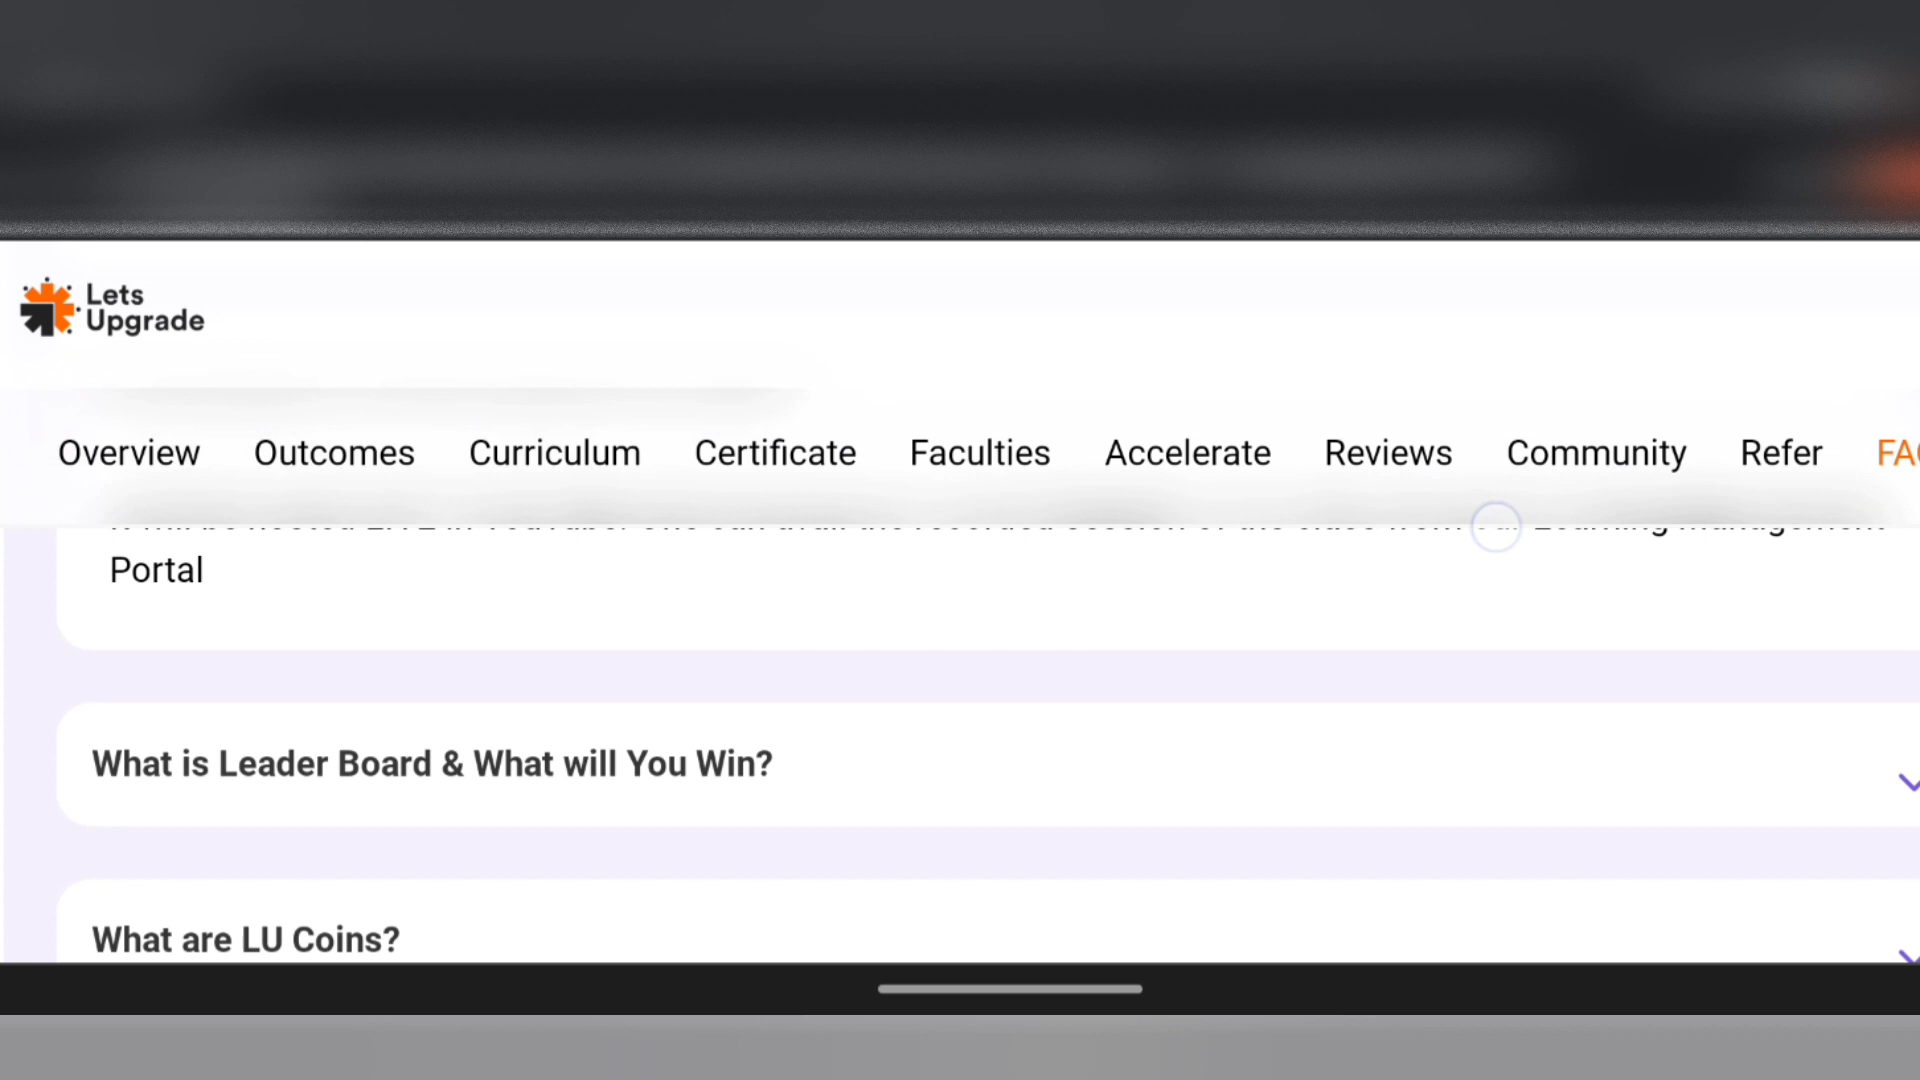 Lets
Upgrade
Overview Outcomes Curriculum Certificate Faculties Accelerate Reviews Community Refer FA
Portal
What is Leader Board & What will You Win?
What are LU Coins?